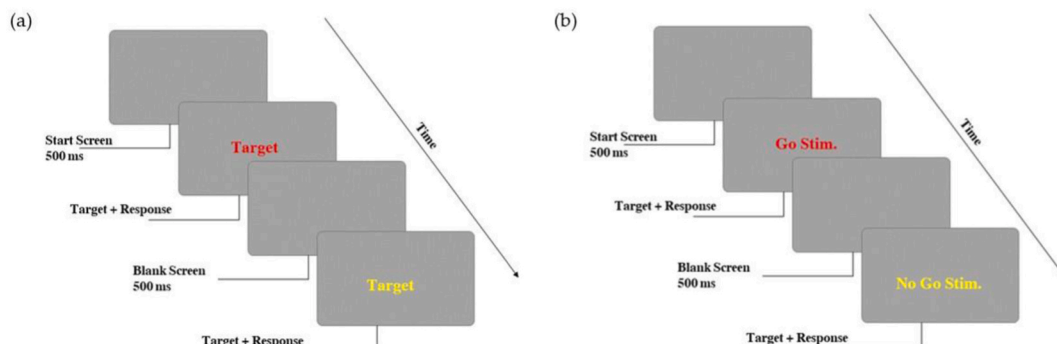 (a)
Start Screen
500 ms
Target
Time
Target + Response
Blank Screen
500 ms
Target
Target + Response
(b)
Start Screen
500 ms
Go Stim.
Time
Target + Response
Blank Screen
500 ms
No Go Stim.
Target + Response